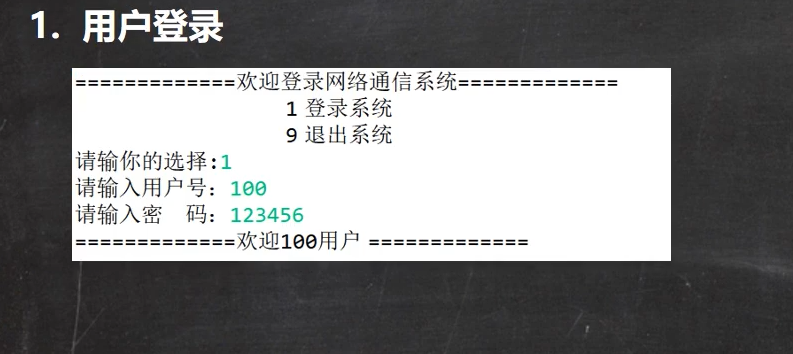 1. 用户登录
=============欢迎登录网络通信系统=============
1 登录系统
9 退出系统
请输你的选择:1
请输入用户号: 100
请输入密　码: 123456
=============欢迎100用户 =============